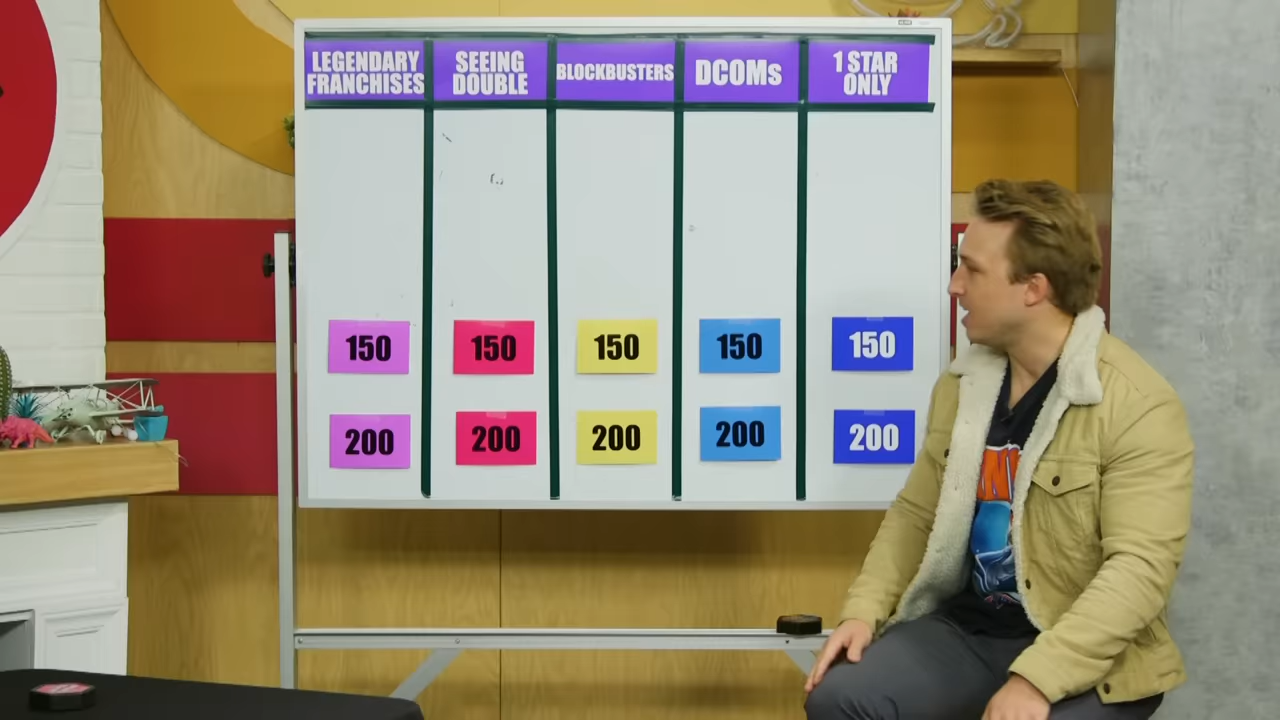 LEGENDARY
FRANCHISES
SEEING
DOUBLE
BLOCKBUSTERS
DCOMs
1 STAR
ONLY
150
150
150
150
150
200
200
200
200
200